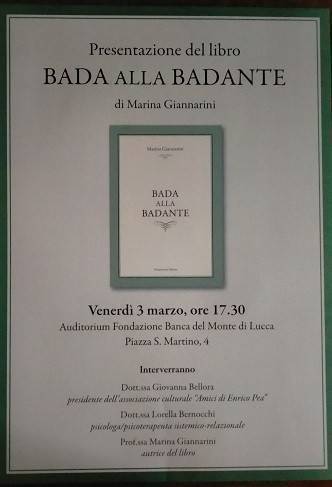 Presentazione del libro
BADA ALLA BADANTE
di Marina Giannarini
Marina Giannarini
BADA
ALLA
BADANTE
Venerdì 3 marzo, ore 17.30
Auditorium Fondazione Banca del Monte di Lucca
Piazza S. Martino, 4
Interverranno
Dott.ssa Giovanna Bellora
presidente dell'associazione culturale "Amici di Enrico Pea"
Dott.ssa Lorella Bernocchi
psicologa/psicoterapeuta sistemico-relazionale
Prof.ssa Marina Giannarini
autrice del libro